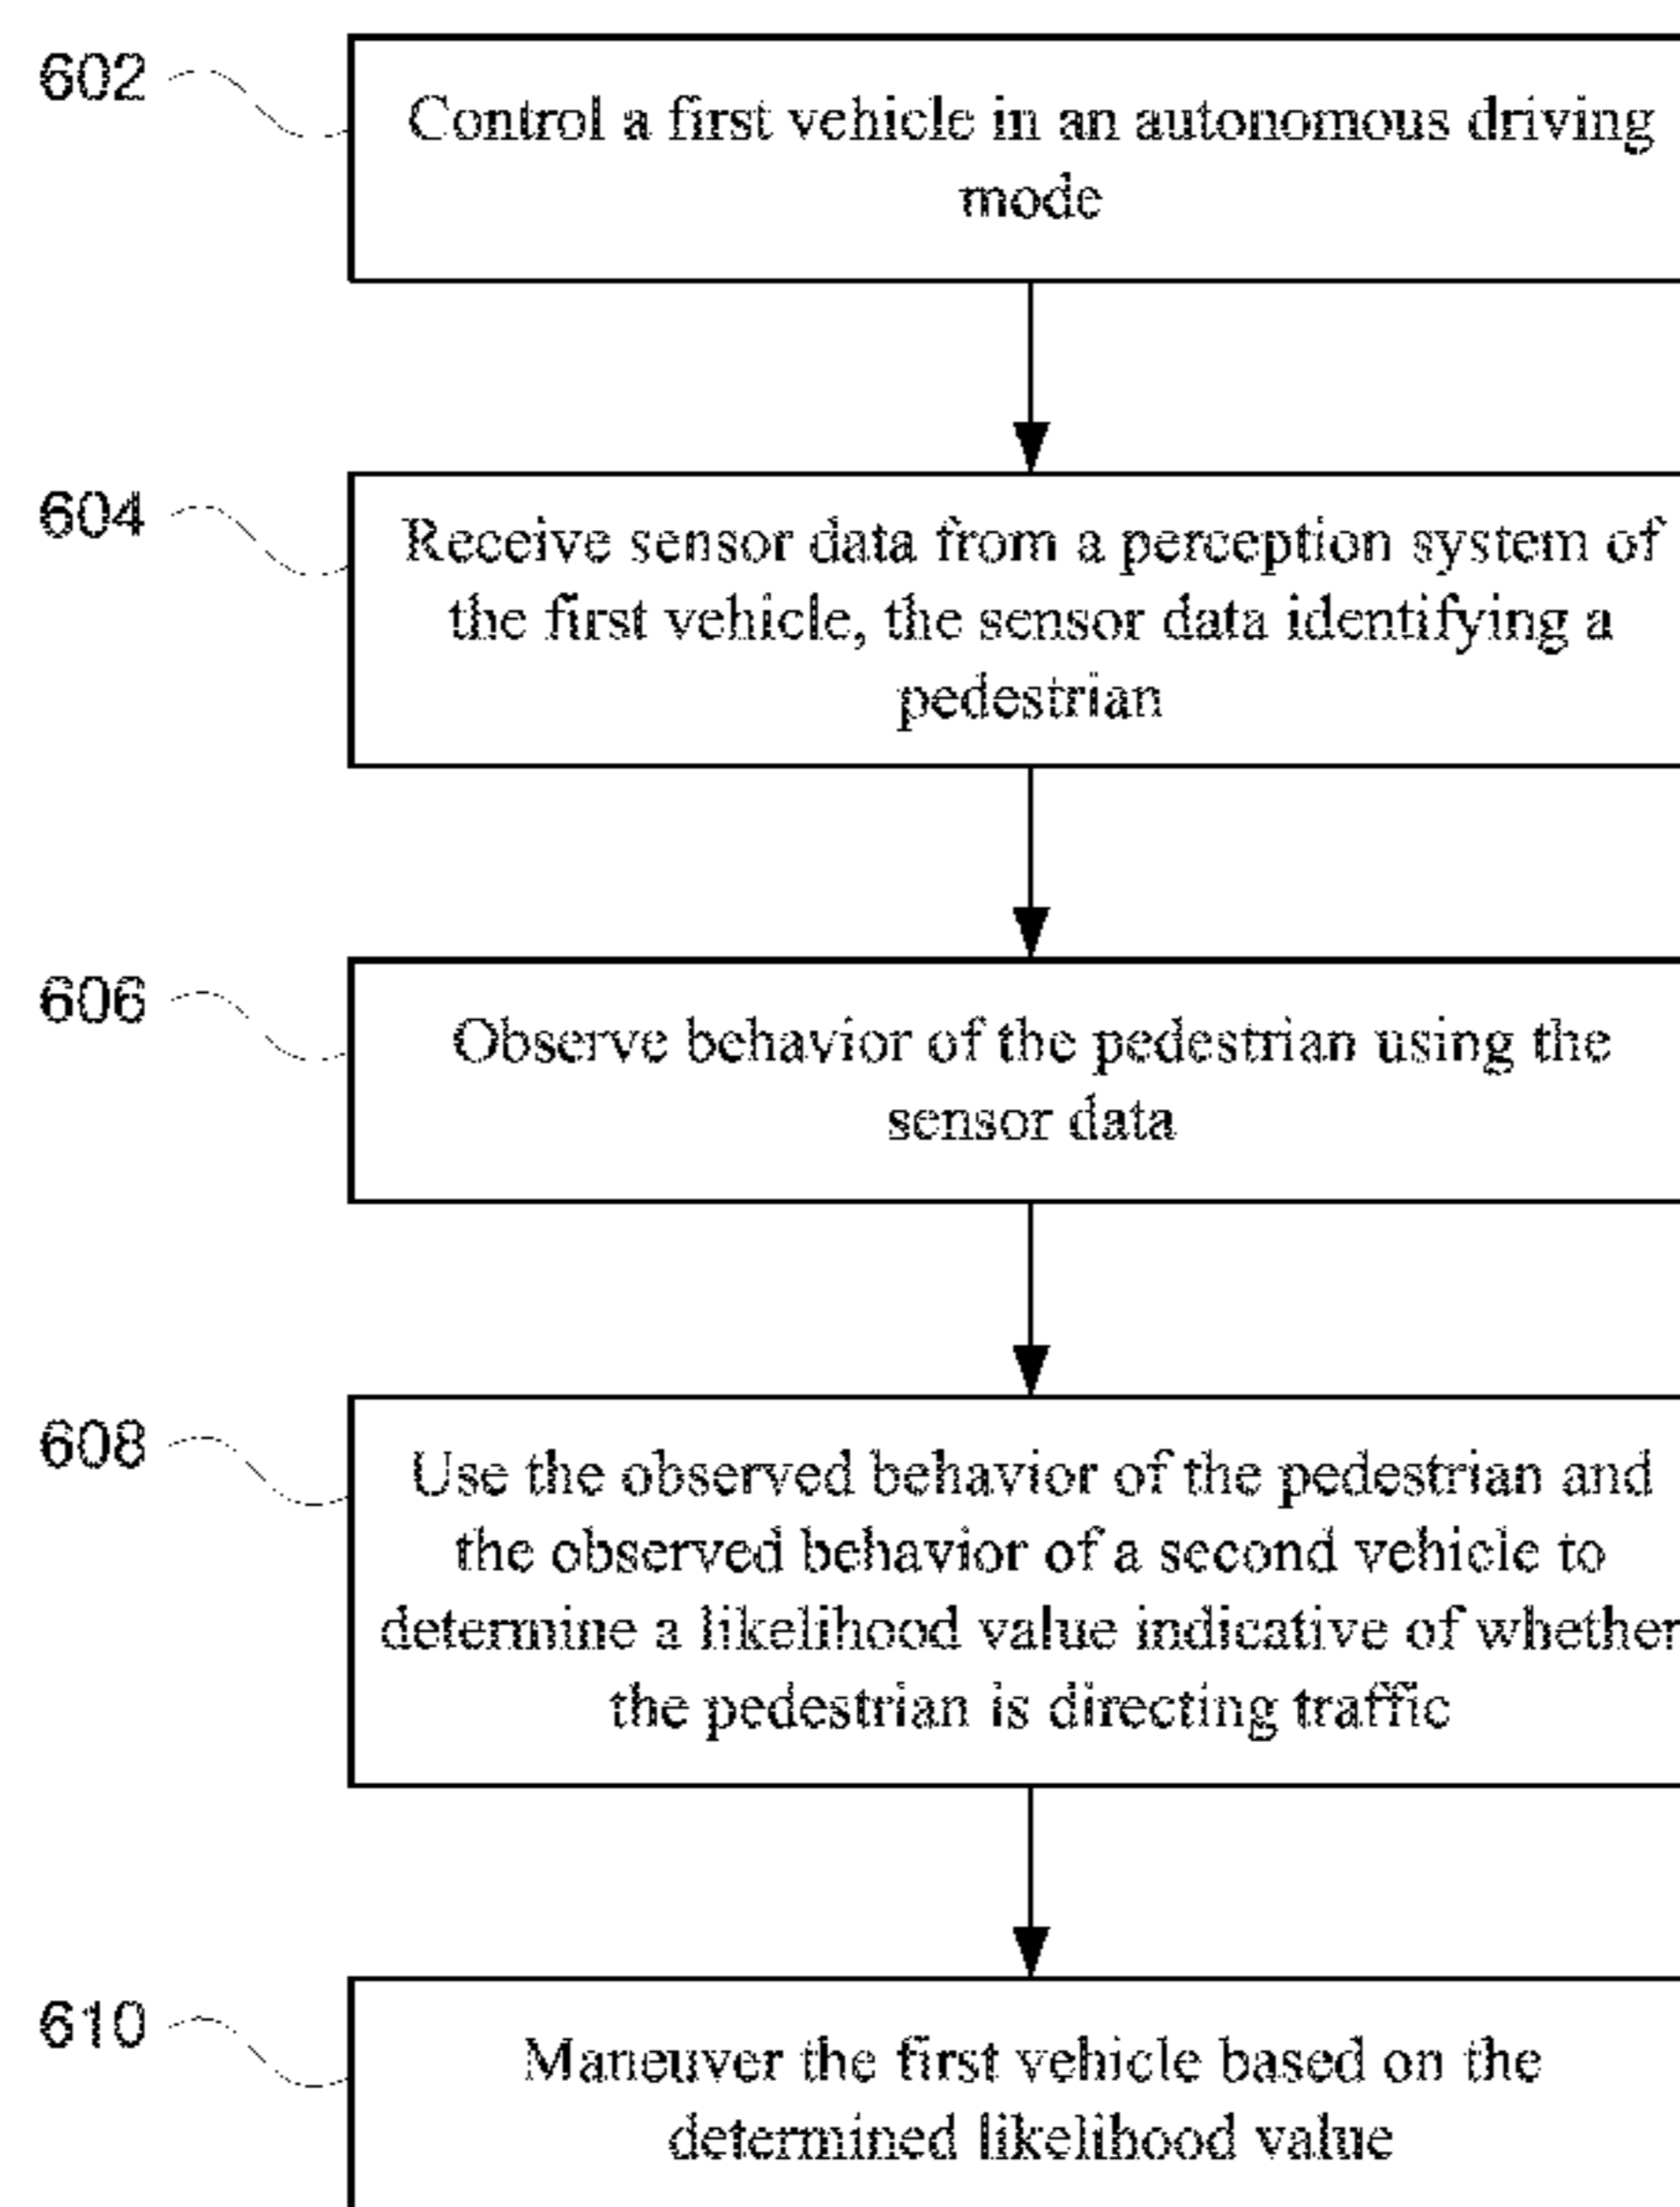 602
Control a first vehicle in an autonomous driving
mode
604
Receive sensor data from a perception system of
the first vehicle, the sensor data identifying a
pedestrian
606
Observe behavior of the pedestrian using the
sensor data
608
Use the observed behavior of the pedestrian and
the observed behavior of a second vehicle to
determine a likelihood value indicative of whether
the pedestrian is directing traffic
610
Maneuver the first vehicle based on the
determined likelihood value